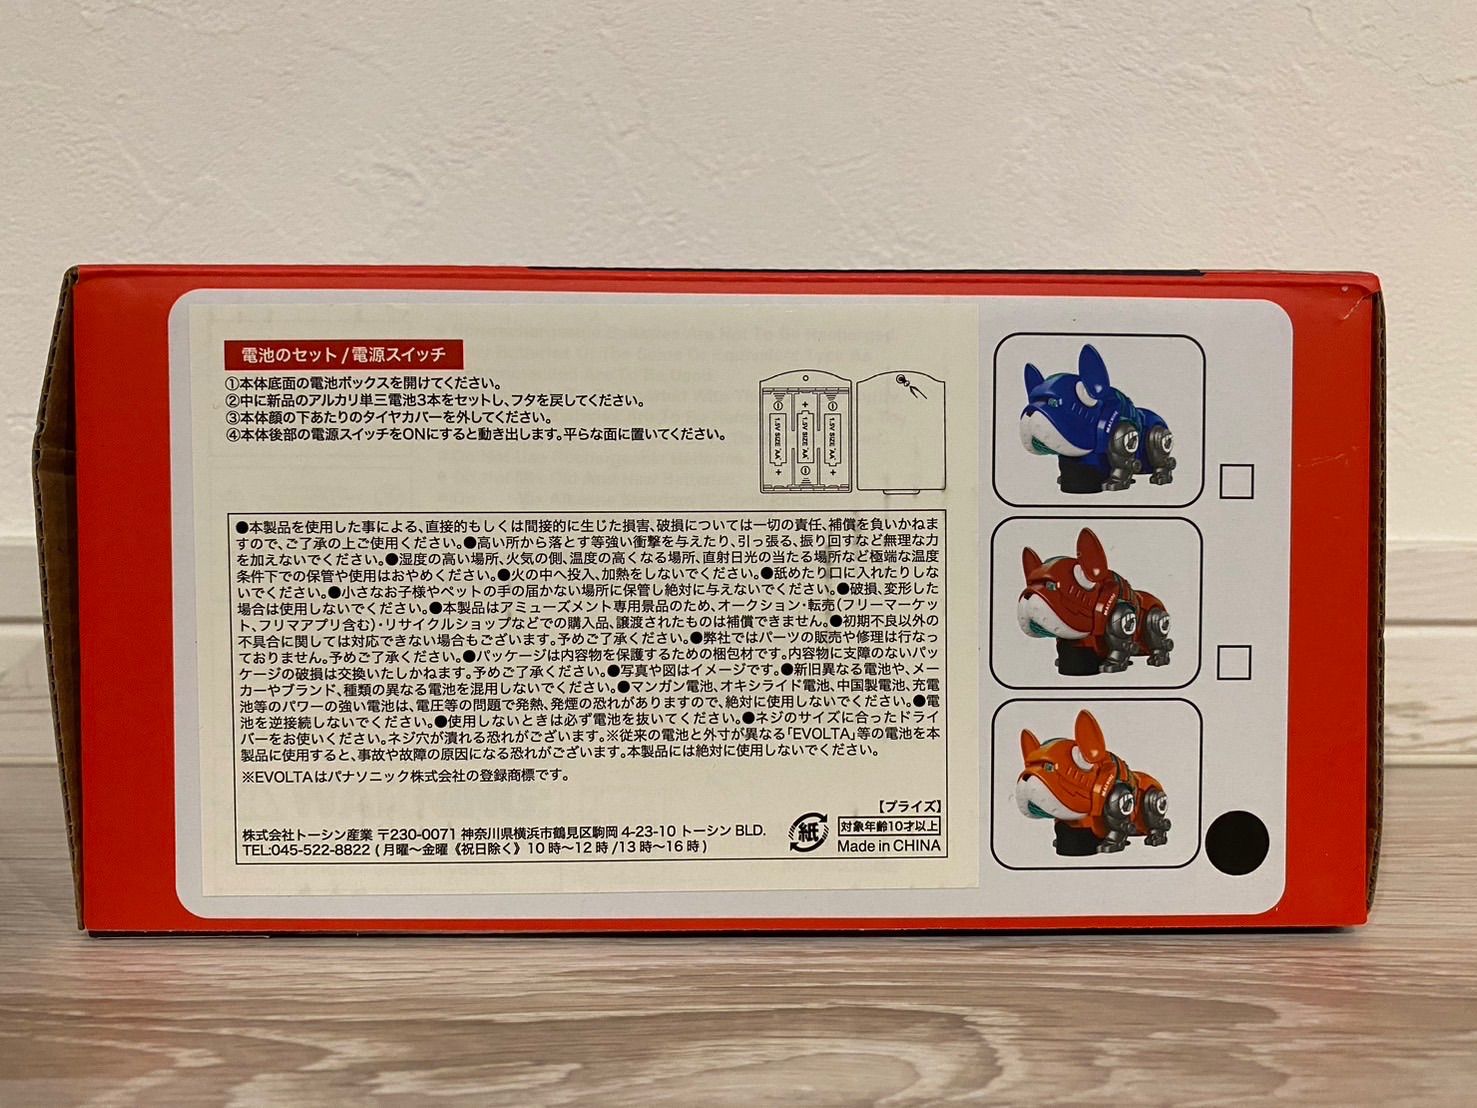 電池のセット/電源スイッチ
①本体底面の電池ボックスを開けてください。
②中に新品のアルカリ単三電池3本をセットし、フタを戻してください。
③本体顔の下あたりのタイヤカバーを外してください。
④本体後部の電源スイッチをONにすると動き出します。平らな面に置いてください。
1.5V SIZE "AA"
1.5V SIZE "AA"
1.5V SIZE "AA"
●本製品を使用した事による、直接的もしくは間接的に生じた損害、破損については一切の責任、補償を負いかねま
すので、ご了承の上ご使用ください。●高い所から落とす等強い衝撃を与えたり、引っ張る、振り回すなど無理な力
を加えないでください。●湿度の高い場所、火気の側、温度の高くなる場所、直射日光の当たる場所など極端な温度
条件下での保管や使用はおやめください。●火の中へ投入、加熱をしないでください。●舐めたり口に入れたりしな
いでください。●小さなお子様やペットの手の届かない場所に保管し絶対に与えないでください。●破損、変形した
場合は使用しないでください。●本製品はアミューズメント専用景品のため、オークション・転売(フリーマーケッ
ト、フリマアプリ含む)・リサイクルショップなどでの購入品、譲渡されたものは補償できません。●初期不良以外の
不具合に関しては対応できない場合もございます。予めご了承ください。●弊社ではパーツの販売や修理は行なっ
ておりません。予めご了承ください。●パッケージは内容物を保護するための梱包材です。内容物に支障のないパッ
ケージの破損は交換いたしかねます。予めご了承ください。●写真や図はイメージです。●新旧異なる電池や、メー
カーやブランド、種類の異なる電池を混用しないでください。●マンガン電池、オキシライド電池、中国製電池、充電
池等のパワーの強い電池は、電圧等の問題で発熱、発煙の恐れがありますので、絶対に使用しないでください。●電
池を逆接続しないでください。●使用しないときは必ず電池を抜いてください。●ネジのサイズに合ったドライ
バーをお使いください。ネジ穴が潰れる恐れがございます。※従来の電池と外寸が異なる「EVOLTA」等の電池を本
製品に使用すると、事故や故障の原因になる恐れがございます。本製品には絶対に使用しないでください。
※EVOLTAはパナソニック株式会社の登録商標です。
【プライズ】
株式会社トーシン産業 〒230-0071 神奈川県横浜市鶴見区駒岡 4-23-10 トーシン BLD.
TEL:045-522-8822 (月曜〜金曜《祝日除く》10時〜12時/13時〜16時)
紙
対象年齢10才以上
Made in CHINA